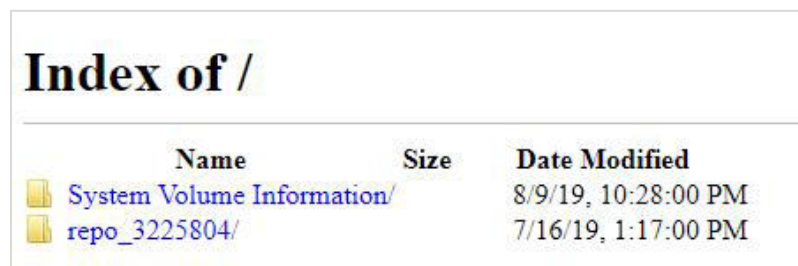 Index of /
Name Size Date Modified
System Volume Information/ 8/9/19, 10:28:00 PM
repo_3225804/ 7/16/19, 1:17:00 PM